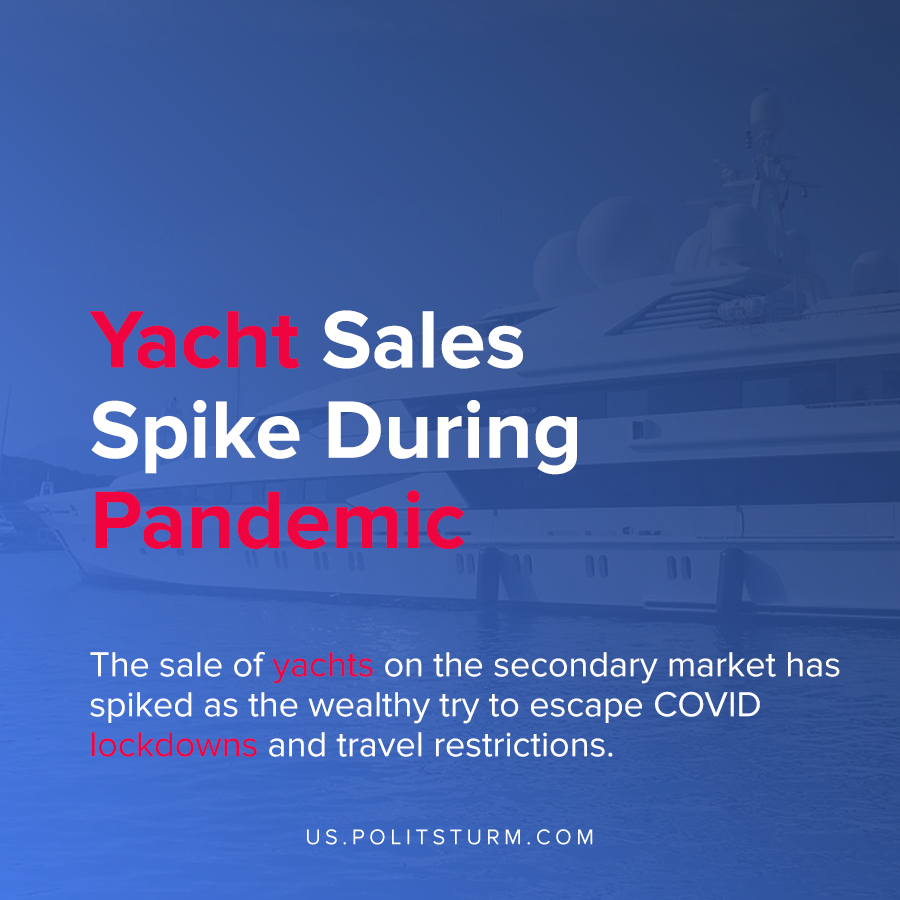 Yacht Sales
Spike During
Pandemic
The sale of yachts on the secondary market has
spiked as the wealthy try to escape COVID
lockdowns and travel restrictions.
US.POLITSTURM.COM